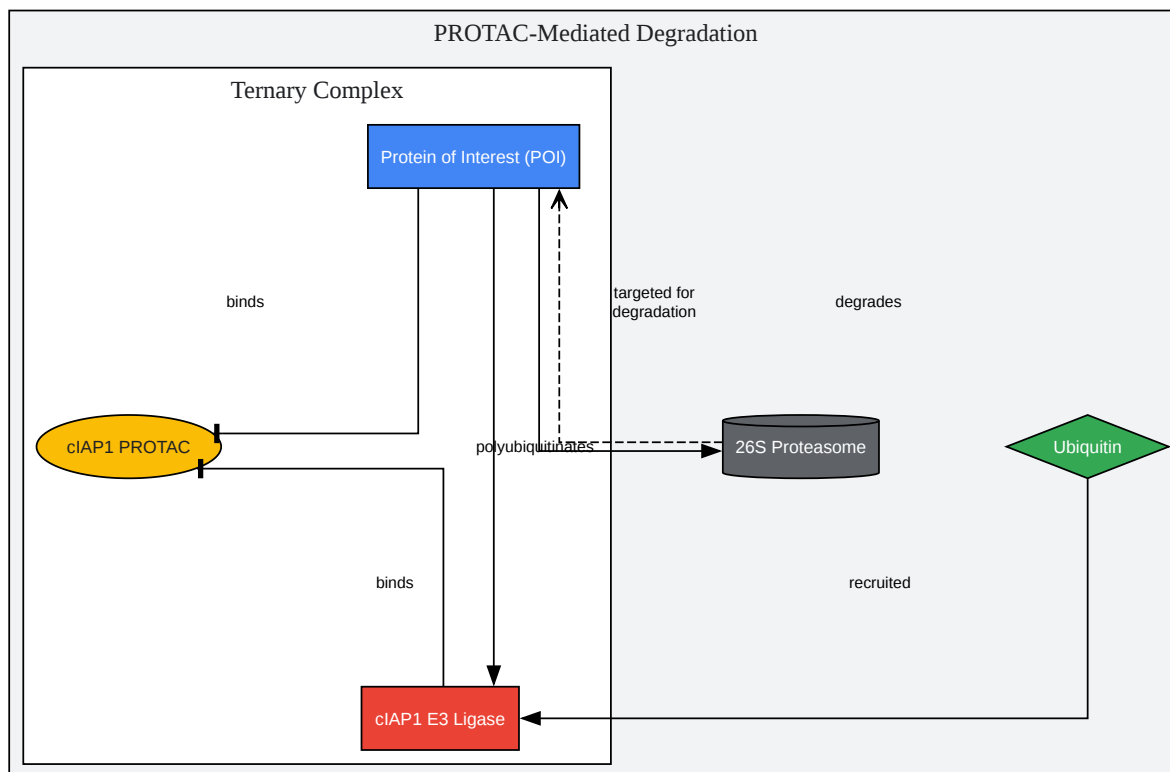 PROTAC-Mediated Degradation
Ternary Complex
Protein of Interest (POI)
binds
targeted for
degradation
degrades
cIAP1 PROTAC
polyubiquitinates
26S Proteasome
Ubiquitin
binds
recruited
cIAP1 E3 Ligase